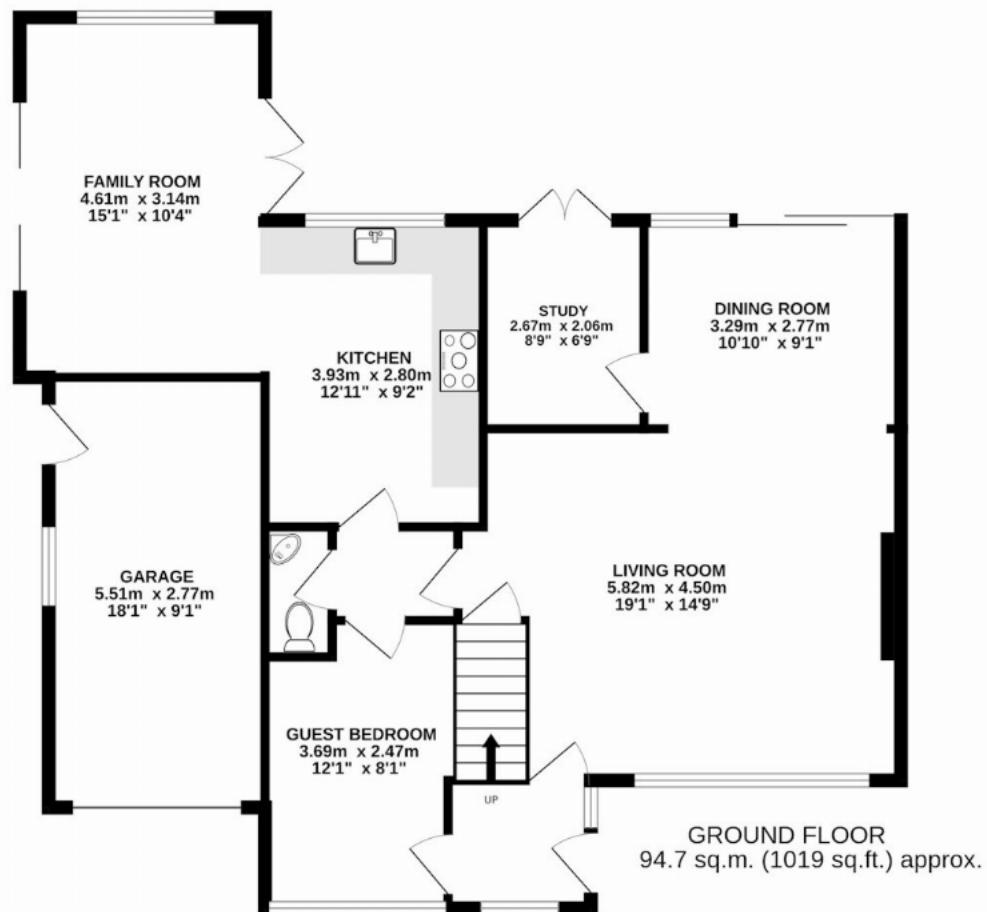 FAMILY ROOM
4.61m x 3.14m
15'1" x 10'4"
STUDY
2.67m x 2.06m
8'9" x 6'9"
DINING ROOM
3.29m x 2.77m
10'10" x 9'1"
KITCHEN
3.93m x 2.80m
12'11" x 9'2"
GARAGE
5.51m x 2.77m
18'1" x 9'1"
LIVING ROOM
5.82m x 4.50m
19'1" x 14'9"
GUEST BEDROOM
3.69m x 2.47m
12'1" x 8'1"
UP
GROUND FLOOR
94.7 sq.m. (1019 sq.ft.) approx.